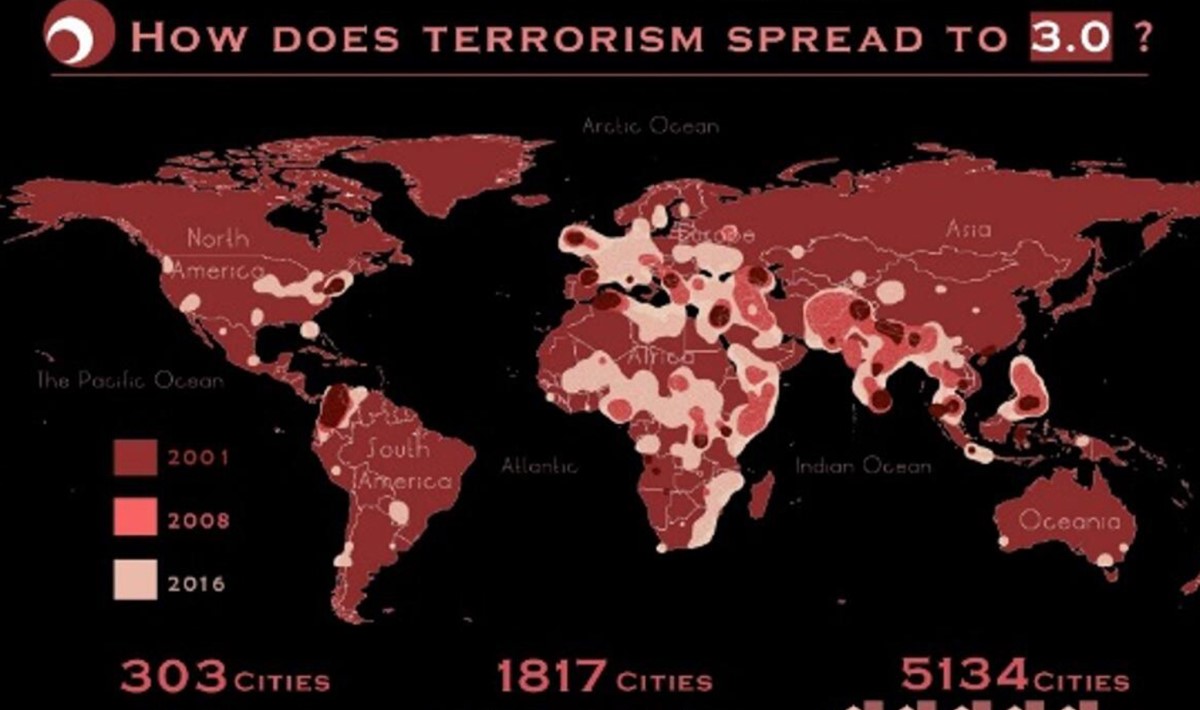 HOW DOES TERRORISM SPREAD TO 3.0 ?
Arctic Ocean
North
America
Europe
Asia
Africa
The Pacific Ocean
South
America
Atlantic
Indian Ocean
Oceania
2001
2008
2016
303 CITIES
1817 CITIES
5134 CITIES